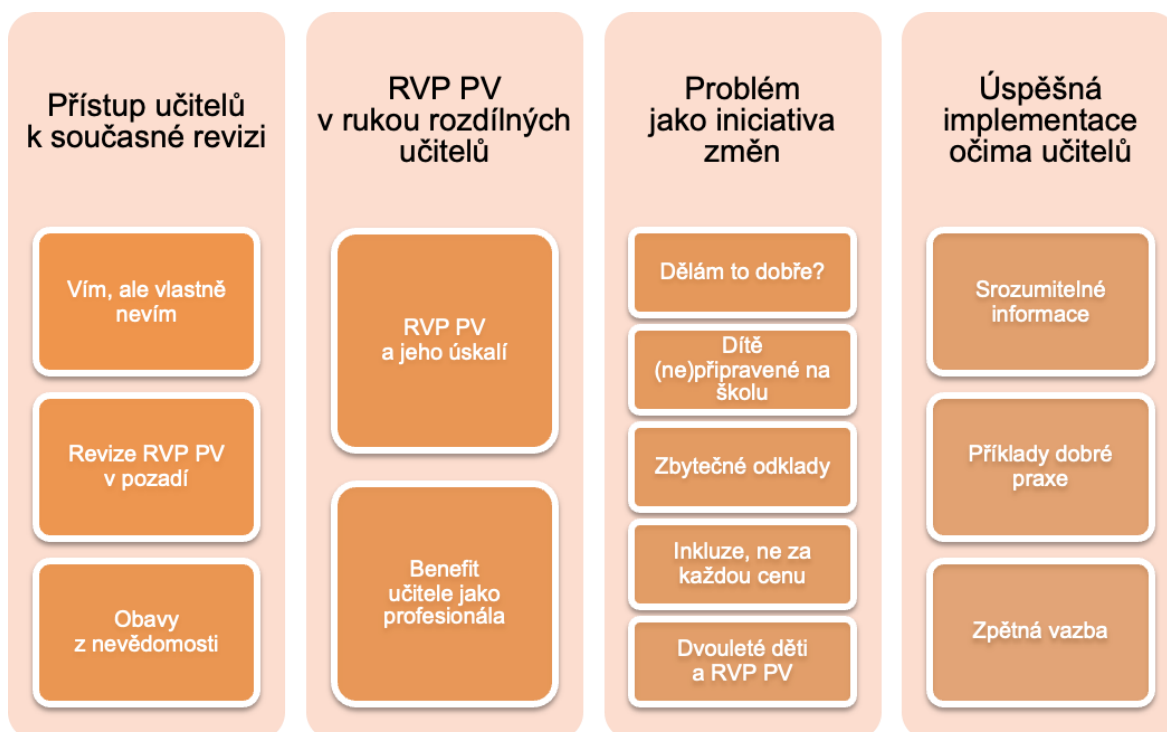 Přístup učitelů
k současné revizi
Vím, ale vlastně
nevím
Revize RVP PV
v pozadí
Obavy
z nevědomosti
RVP PV
v rukou rozdílných
učitelů
RVP PV
a jeho úskalí
Benefit
učitele jako
profesionála
Problém
jako iniciativa
změn
Dělám to dobře?
Dítě
(ne)připravené na
školu
Zbytečné odklady
Inkluze, ne za
každou cenu
Dvouleté děti
a RVP PV
Úspěšná
implementace
očima učitelů
Srozumitelné
informace
Příklady dobré
praxe
Zpětná vazba